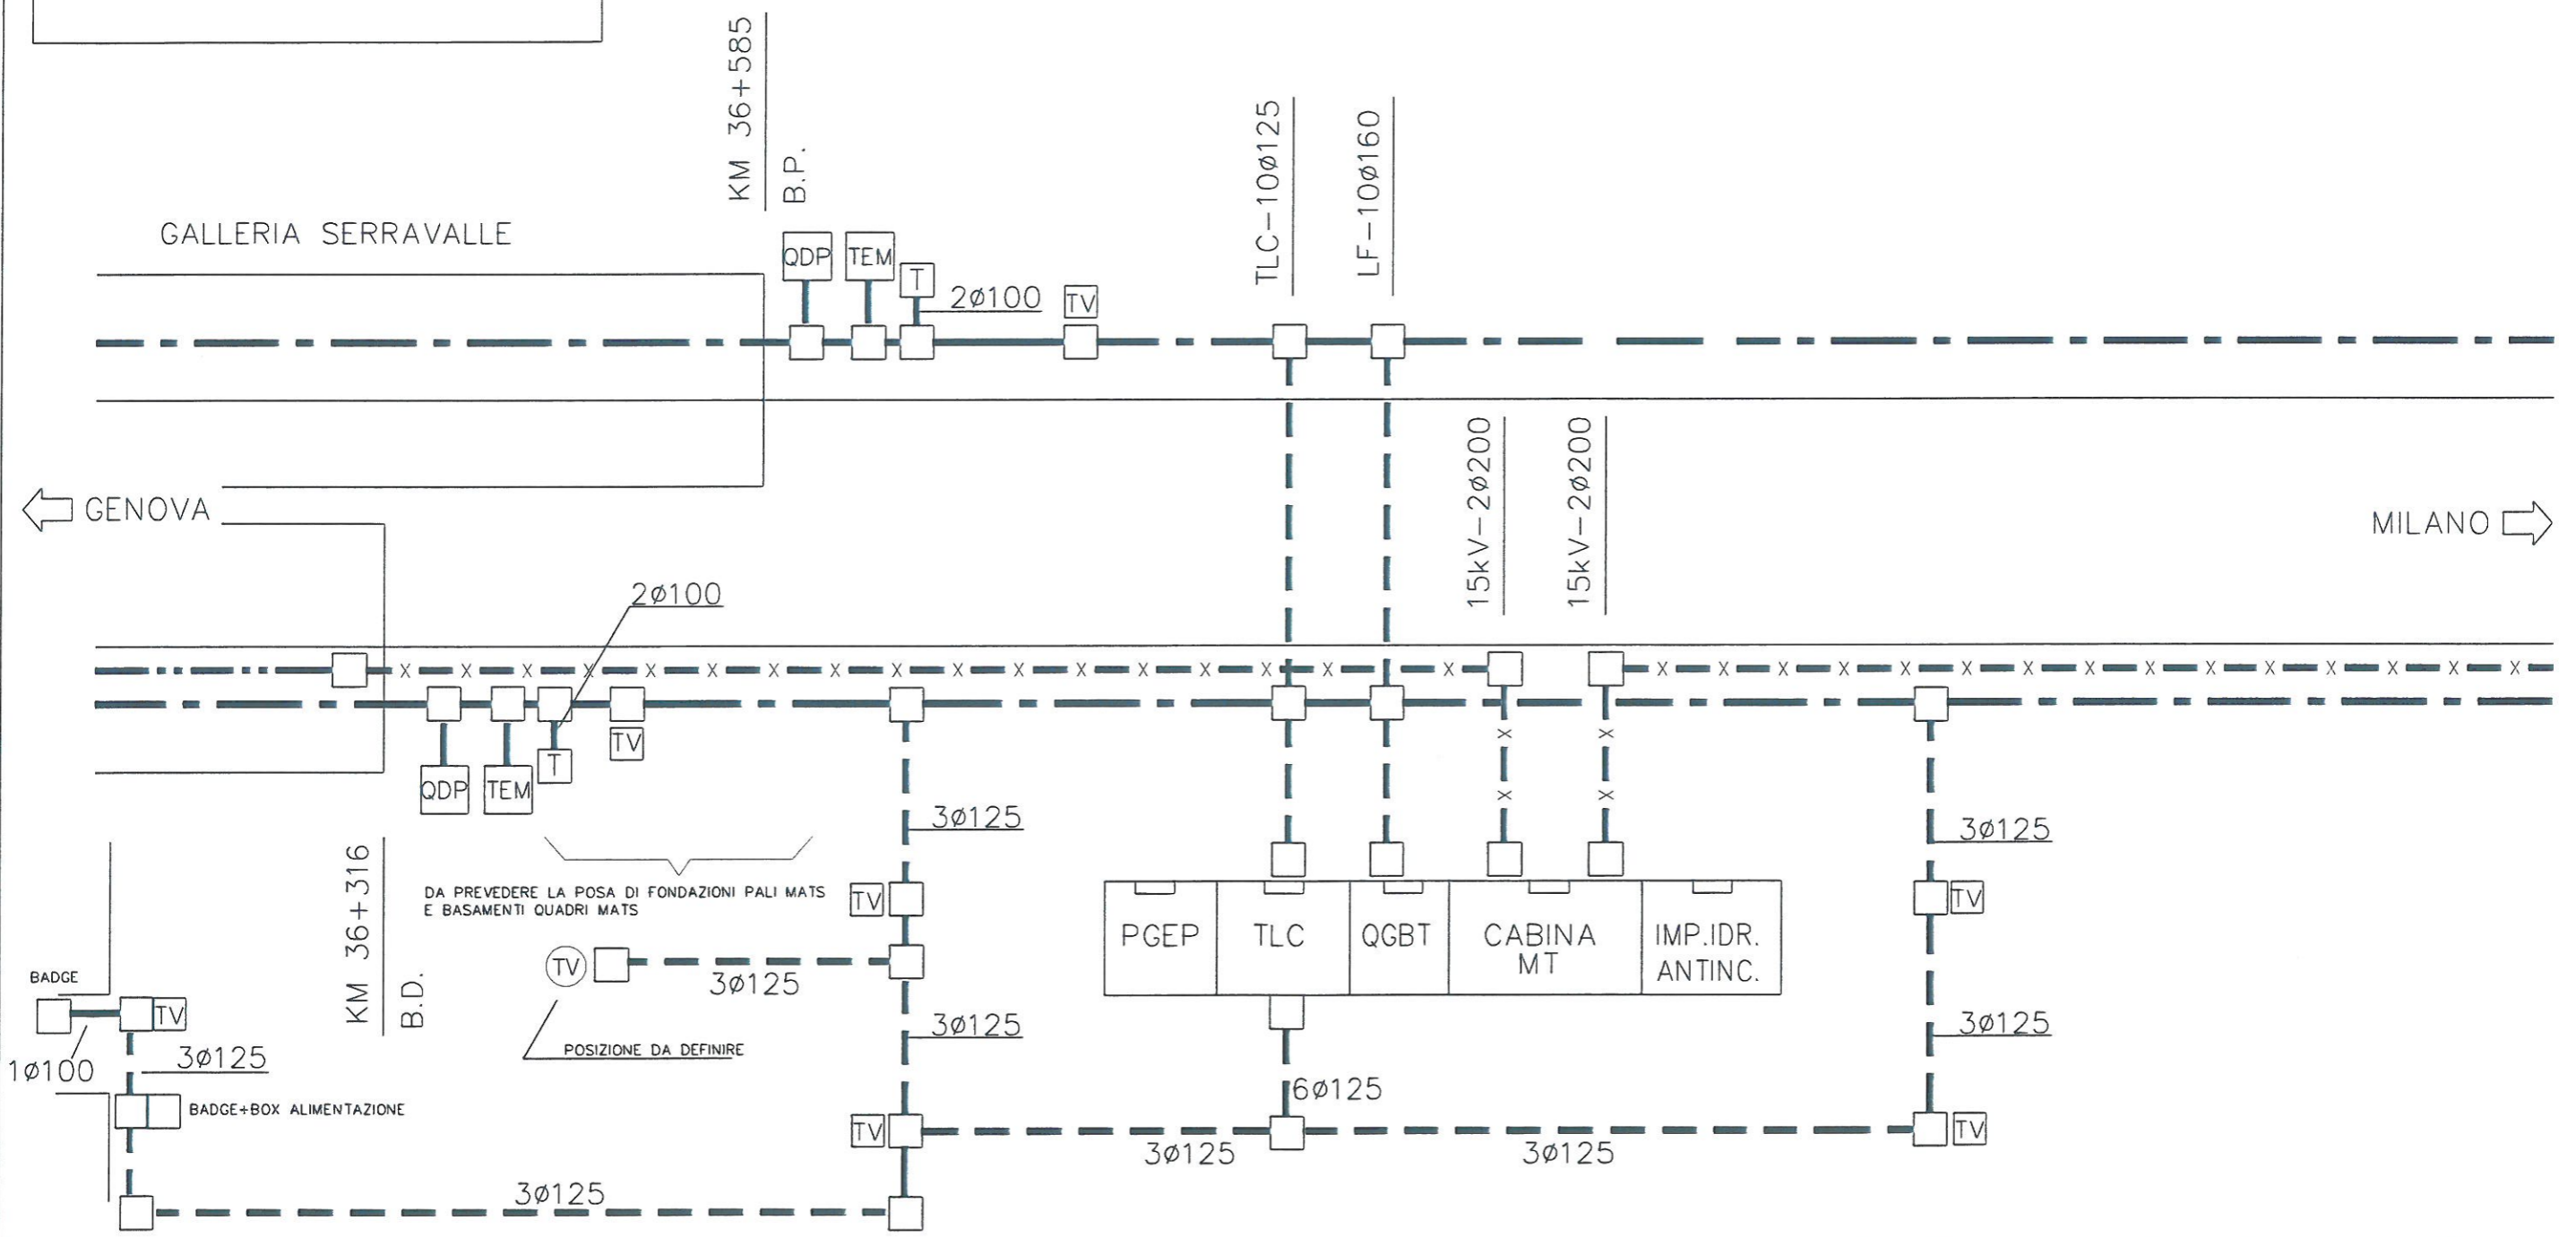 KM 36+585
B.P.
TLC-10ø125
LF-10ø160
GALLERIA SERRAVALLE
QDP
TEM
T
2ø100
TV
15kV-2ø200
15kV-2ø200
GENOVA
MILANO
2ø100
QDP
TEM
T
TV
3ø125
3ø125
KM 36+316
B.D.
DA PREVEDERE LA POSA DI FONDAZIONI PALI MATS
E BASAMENTI QUADRI MATS
TV
TV
PGEP
TLC
QGBT
CABINA
MT
IMP.IDR.
ANTINC.
TV
3ø125
BADGE
TV
3ø125
3ø125
POSIZIONE DA DEFINIRE
1ø100
3ø125
6ø125
BADGE+BOX ALIMENTAZIONE
TV
TV
3ø125
3ø125
3ø125